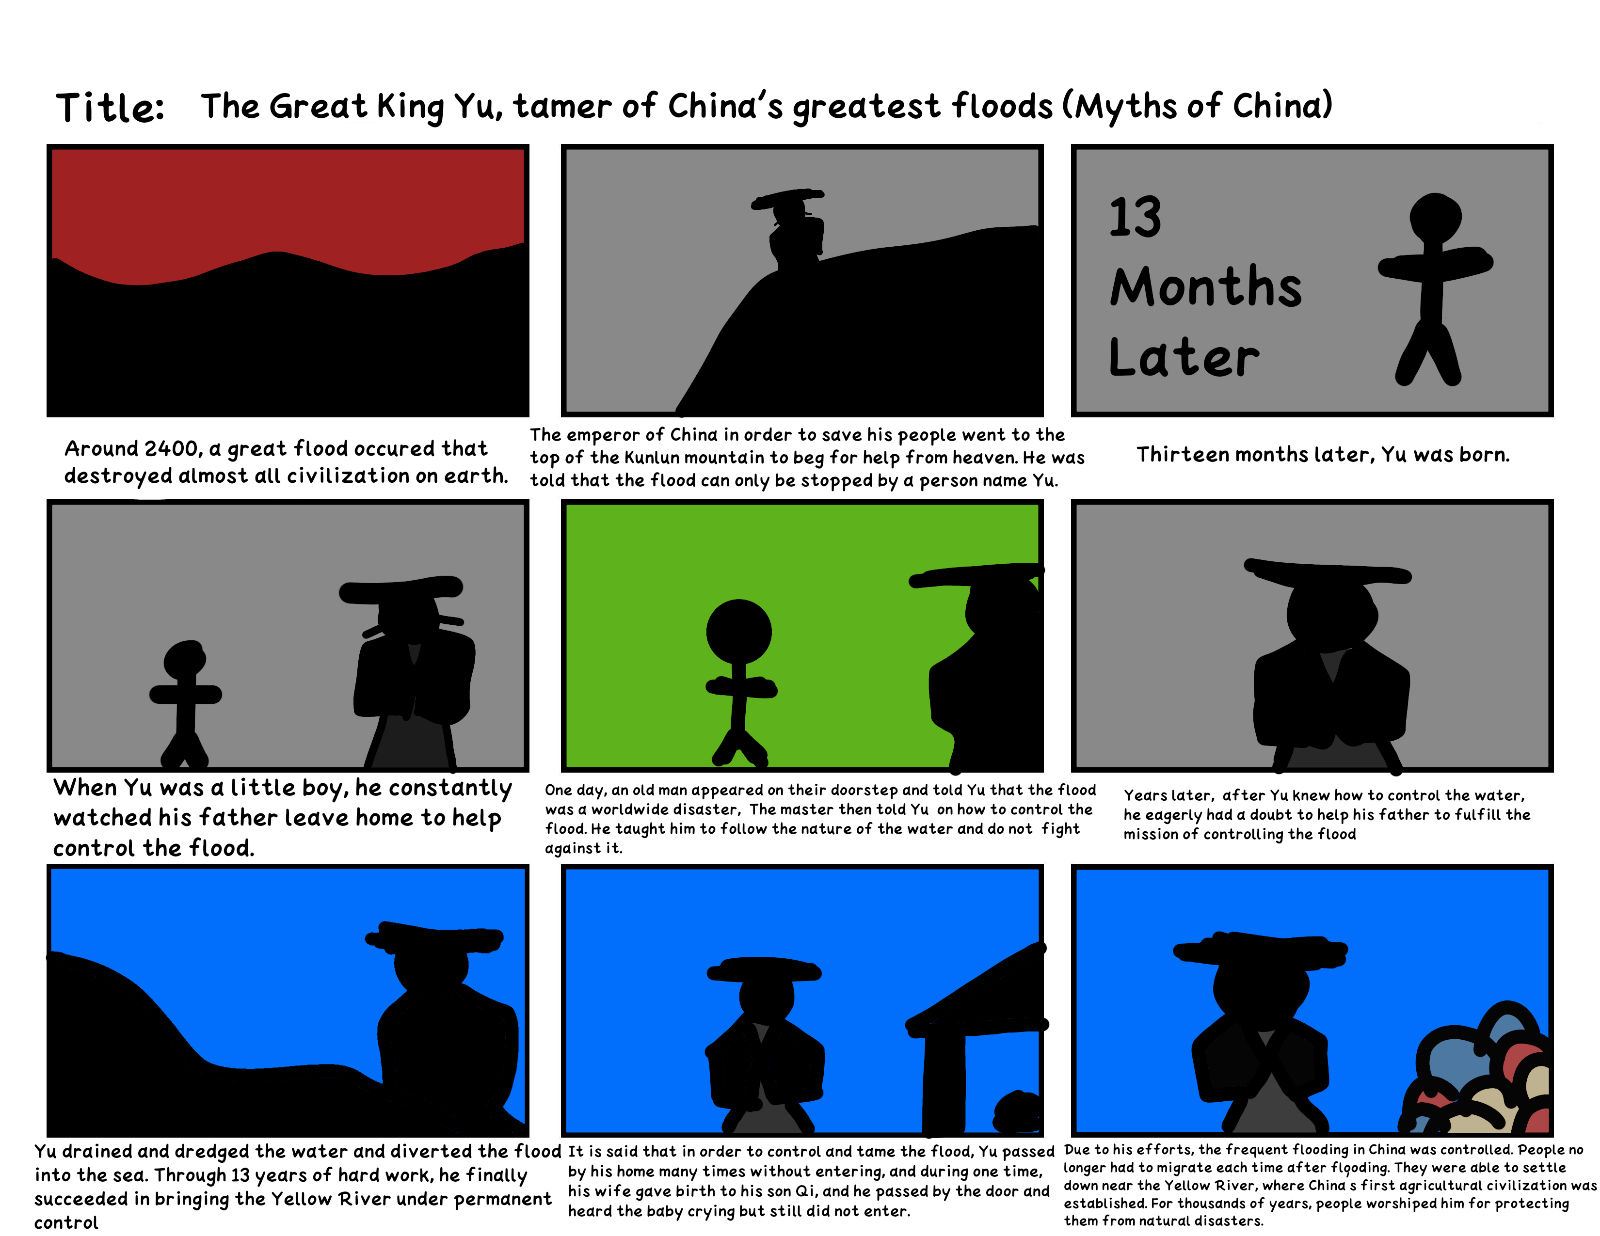 Title: The Great King Yu, tamer of China's greatest floods (Myths of China)
13
Months
Later
Around 2400, a great flood occured that
destroyed almost all civilization on earth.
The emperor of China in order to save his people went to the
top of the Kunlun mountain to beg for help from heaven. He was
told that the flood can only be stopped by a person name Yu.
Thirteen months later, Yu was born.
When Yu was a little boy, he constantly
watched his father leave home to help
control the flood.
One day, an old man appeared on their doorstep and told Yu that the flood
was a worldwide disaster, The master then told Yu on how to control the
flood. He taught him to follow the nature of the water and do not fight
against it.
Years later, after Yu knew how to control the water,
he eagerly had a doubt to help his father to fulfill the
mission of controlling the flood
Yu drained and dredged the water and diverted the flood
into the sea. Through 13 years of hard work, he finally
succeeded in bringing the Yellow River under permanent
control
It is said that in order to control and tame the flood, Yu passed
by his home many times without entering, and during one time,
his wife gave birth to his son Qi, and he passed by the door and
heard the baby crying but still did not enter.
Due to his efforts, the frequent flooding in China was controlled. People no
longer had to migrate each time after flooding. They were able to settle
down near the Yellow River, where China s first agricultural civilization was
established. For thousands of years, people worshiped him for protecting
them from natural disasters.